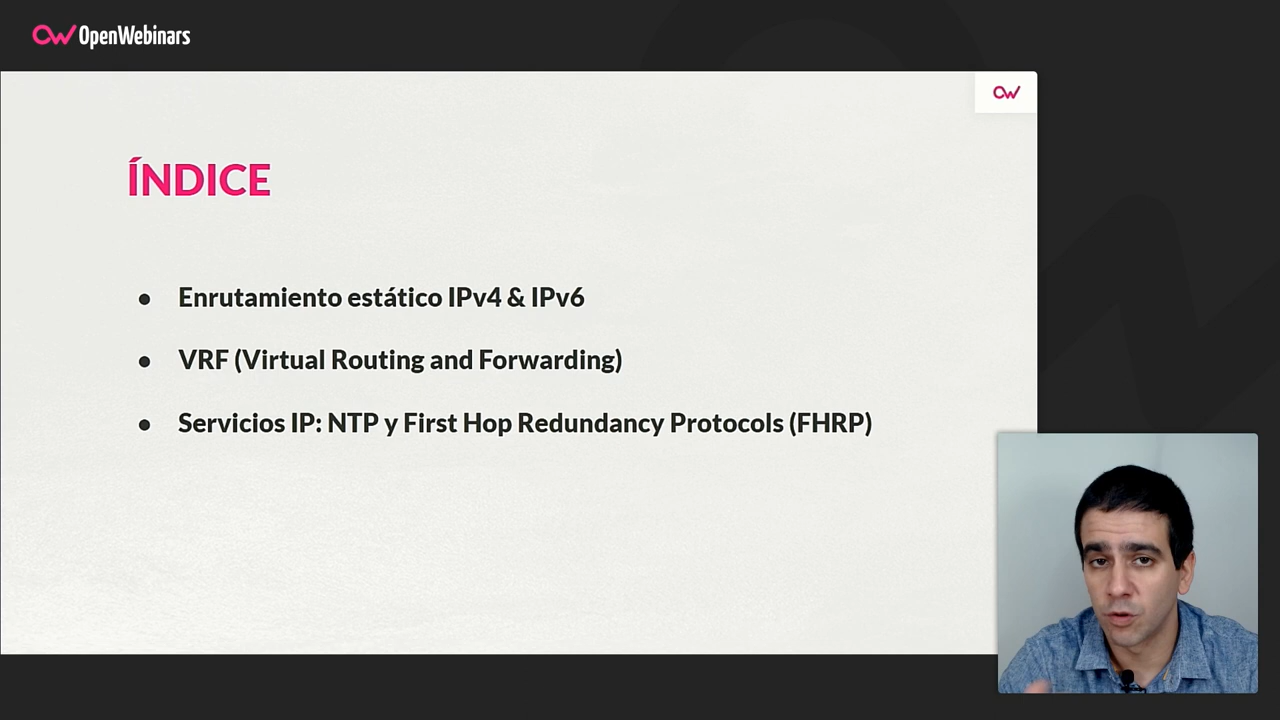 OpenWebinars
ÍNDICE
● Enrutamiento estático IPv4 & IPv6
● VRF (Virtual Routing and Forwarding)
● Servicios IP: NTP y First Hop Redundancy Protocols (FHRP)